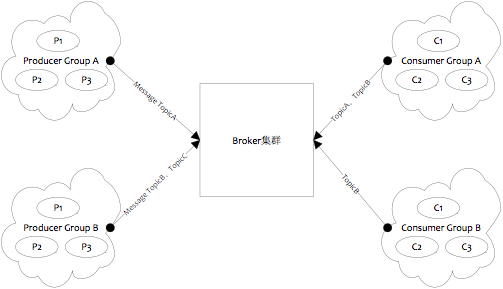 P1
Producer Group A
P2
P3
Message TopicA
C1
Consumer Group A
C2
C3
TopicA、TopicB
Broker集群
P1
Producer Group B
P2
P3
Message TopicB、TopicC
C1
Consumer Group B
C2
C3
TopicB